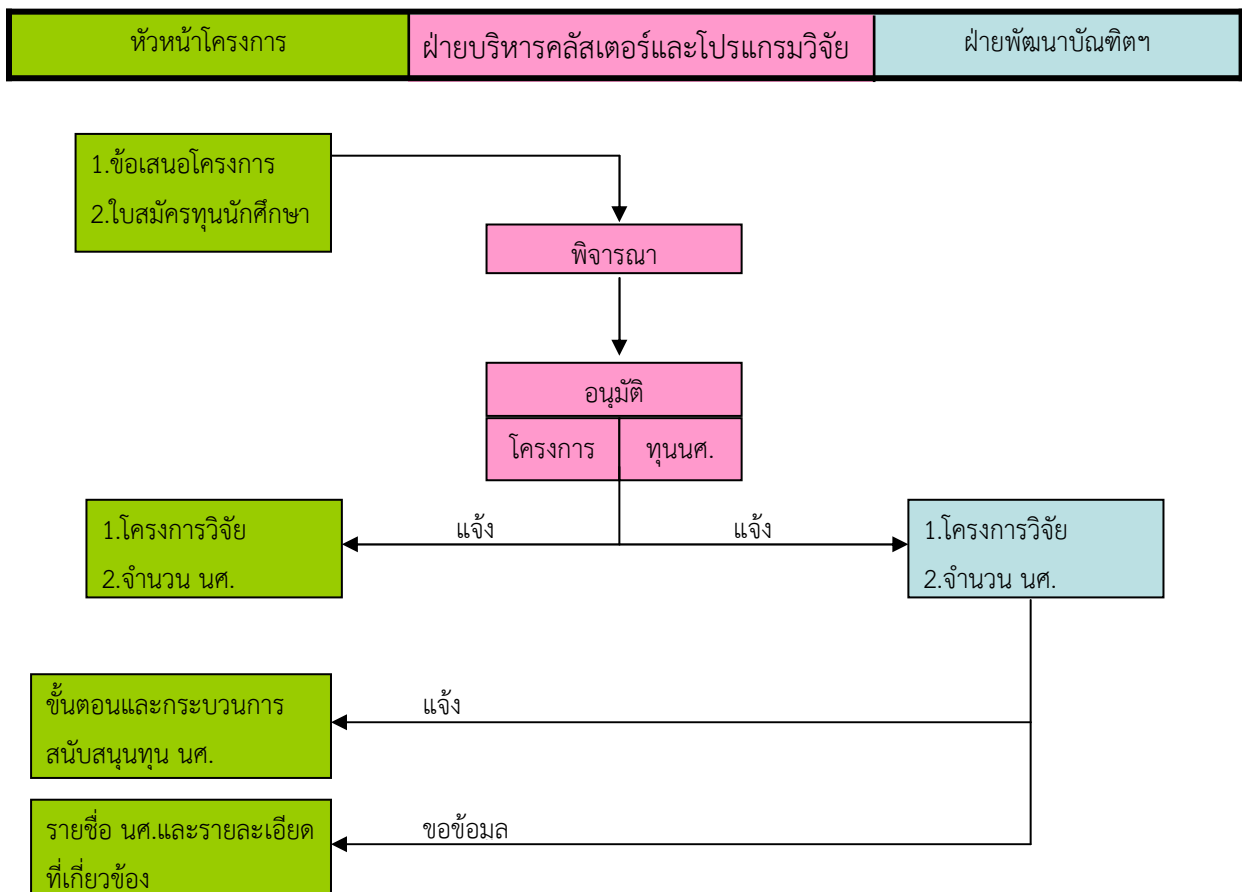 หัวหน้าโครงการ
ฝ่ายบริหารคลัสเตอร์และโปรแกรมวิจัย
ฝ่ายพัฒนาบัณฑิตฯ
1.ข้อเสนอโครงการ
2.ใบสมัครทุนนักศึกษา
พิจารณา
อนุมัติ
โครงการ
ทุนนศ.
1.โครงการวิจัย
2.จำนวน นศ.
แจ้ง
แจ้ง
1.โครงการวิจัย
2.จำนวน นศ.
ขั้นตอนและกระบวนการ
สนับสนุนทุน นศ.
แจ้ง
รายชื่อ นศ.และรายละเอียด
ที่เกี่ยวข้อง
ขอข้อมล